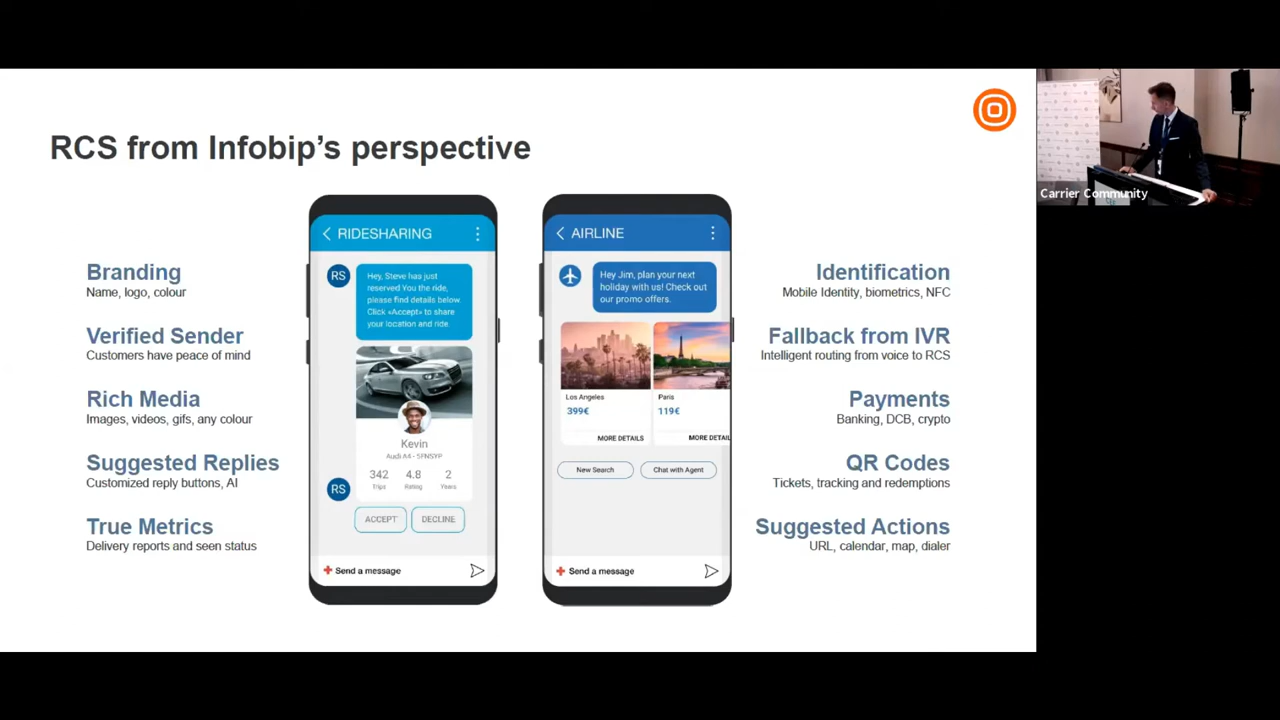 RCS from Infobip's perspective
Branding
Name, logo, colour
Verified Sender
Customers have peace of mind
Rich Media
Images, videos, gifs, any colour
Suggested Replies
Customized reply buttons, AI
True Metrics
Delivery reports and seen status
RIDESHARING
RS
Hey, Steve has just
reserved You the ride,
please find details below.
Click «Accept» to share
your location and ride.
Kevin
Audi A4 - 5FNSYP
342 4.8 2
Trips Rating Years
RS
ACCEPT DECLINE
Send a message
AIRLINE
Hey Jim, plan your next
holiday with us! Check out
our promo offers.
Los Angeles Paris
399€ 119€
MORE DETAILS MORE DETAIL
New Search Chat with Agent
Send a message
Identification
Mobile Identity, biometrics, NFC
Fallback from IVR
Intelligent routing from voice to RCS
Payments
Banking, DCB, crypto
QR Codes
Tickets, tracking and redemptions
Suggested Actions
URL, calendar, map, dialer
Carrier Community